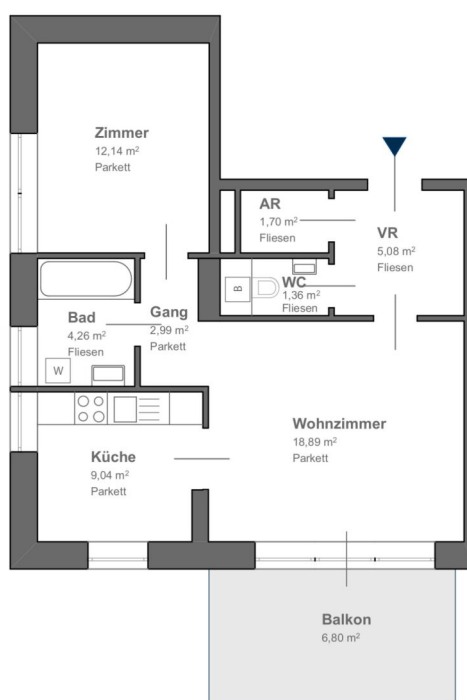 Zimmer
12,14 m²
Parkett
AR
1,70 m²
Fliesen
VR
5,08 m²
Fliesen
B
WC
1,36 m²
Fliesen
Bad
4,26 m²
Fliesen
W
Gang
2,99 m²
Parkett
Wohnzimmer
18,89 m²
Parkett
Küche
9,04 m²
Parkett
Balkon
6,80 m²